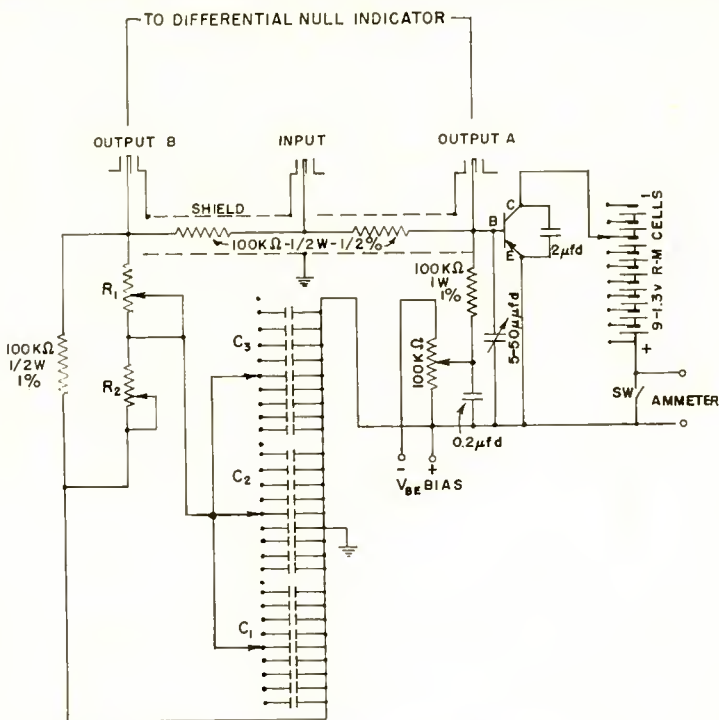 TO DIFFERENTIAL NULL INDICATOR
OUTPUT B
INPUT
OUTPUT A
SHIELD
100KΩ-1/2W-1/2%
B
C
E
2μfd
1
9-1.3v R-M CELLS
+
R1
R2
100KΩ
1/2W
1%
C3
C2
C1
100KΩ
1W
1%
100KΩ
5-50μμfd
0.2μfd
- +
VBE BIAS
SW
AMMETER